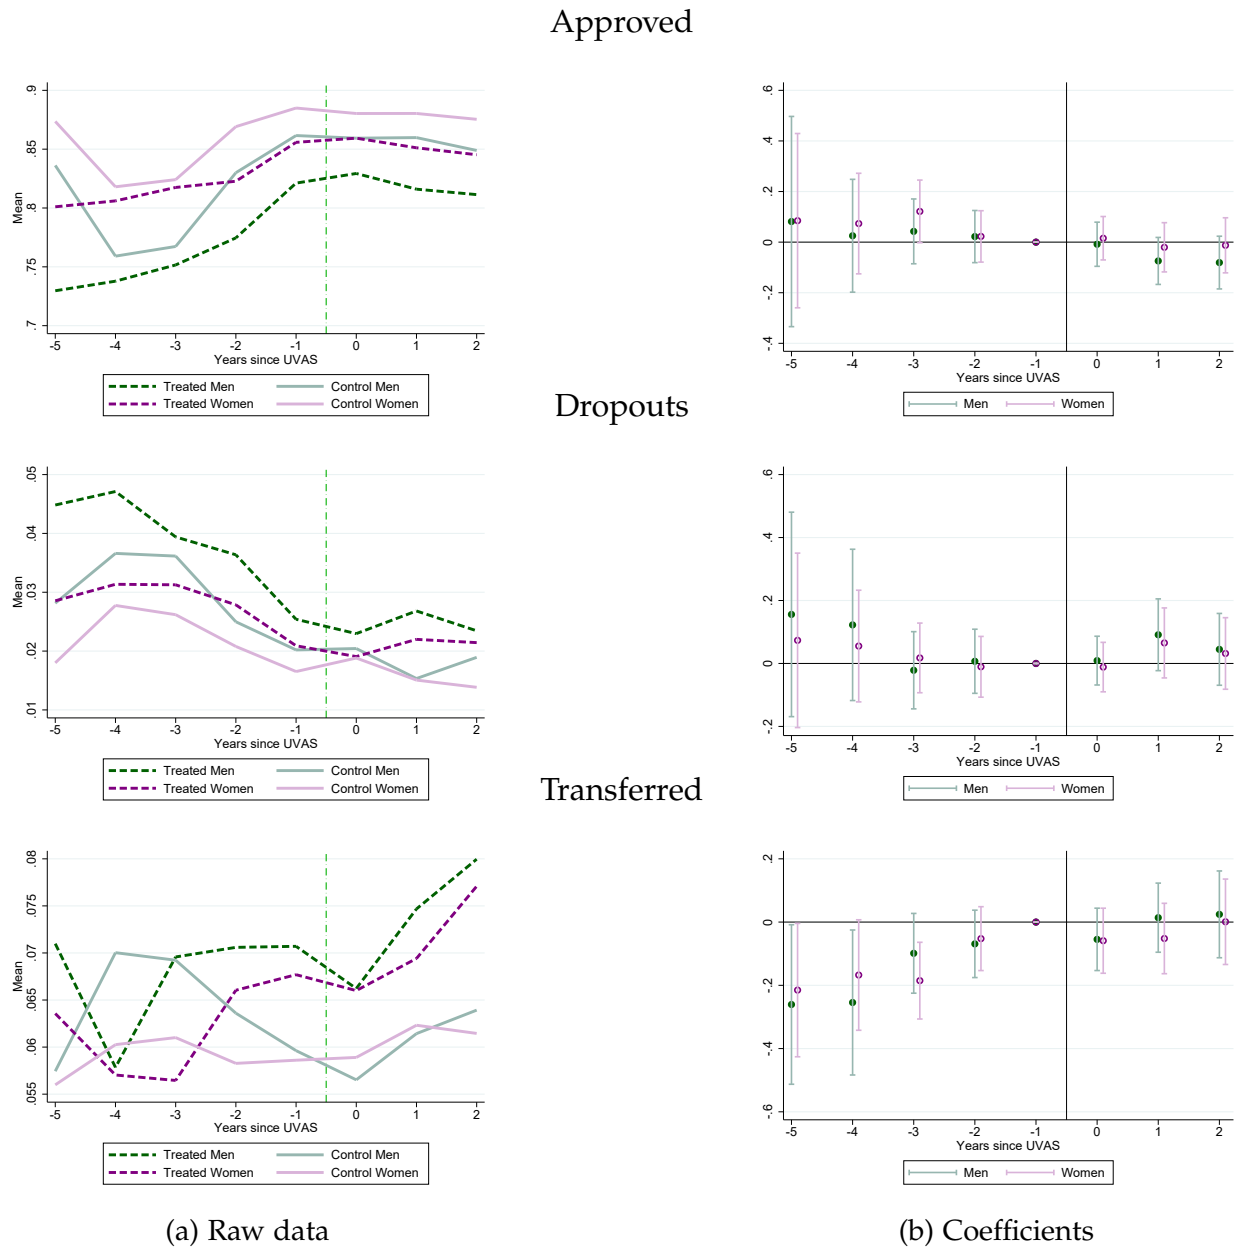 Approved
Mean
.9
.85
.8
.75
.7
-5 -4 -3 -2 -1 0 1 2
Years since UVAS
Treated Men Control Men
Treated Women Control Women
.6
.4
.2
0
-.2
-.4
-5 -4 -3 -2 -1 0 1 2
Years since UVAS
Men Women
Dropouts
Mean
.05
.04
.03
.02
.01
-5 -4 -3 -2 -1 0 1 2
Years since UVAS
Treated Men Control Men
Treated Women Control Women
.6
.4
.2
0
-.2
-5 -4 -3 -2 -1 0 1 2
Years since UVAS
Men Women
Transferred
Mean
.08
.075
.07
.065
.06
.055
-5 -4 -3 -2 -1 0 1 2
Years since UVAS
Treated Men Control Men
Treated Women Control Women
.2
0
-.2
-.4
-.6
-5 -4 -3 -2 -1 0 1 2
Years since UVAS
Men Women
(a) Raw data
(b) Coefficients